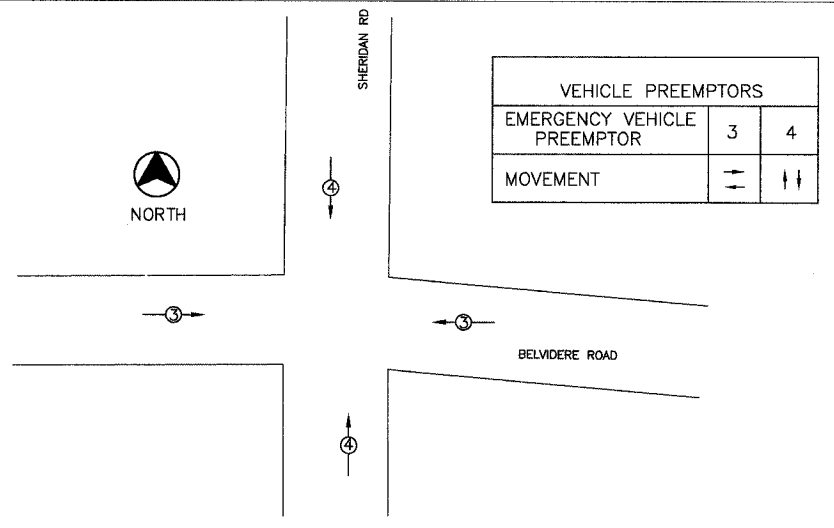 SHERIDAN RD
VEHICLE PREEMPTORS
EMERGENCY VEHICLE PREEMPTOR 3 4
MOVEMENT
4
NORTH
3
3
BELVIDERE ROAD
4